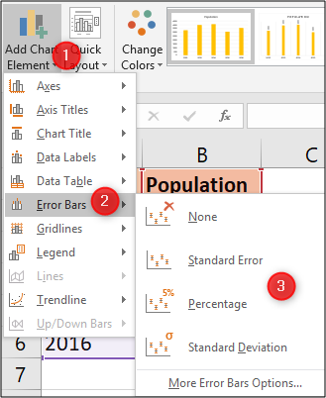 Add Chart Element
Quick Layout
Change Colors
1
Axes
Axis Titles
Chart Title
Data Labels
Data Table
Error Bars
2
Gridlines
Legend
Lines
Trendline
Up/Down Bars
fx
B
C
Population
None
Standard Error
5%
Percentage
3
σ
Standard Deviation
More Error Bars Options...
6
2016
7